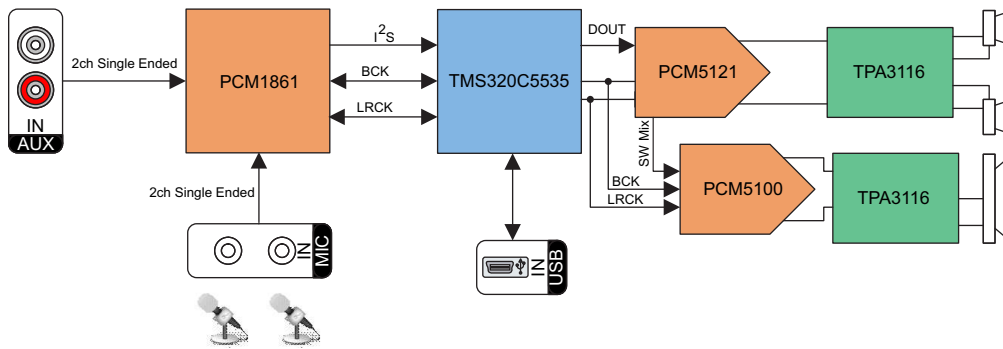 2ch Single Ended
IN
AUX
PCM1861
I²S
BCK
LRCK
TMS320C5535
DOUT
PCM5121
TPA3116
SW Mix
BCK
LRCK
PCM5100
TPA3116
2ch Single Ended
IN
MIC
IN
USB